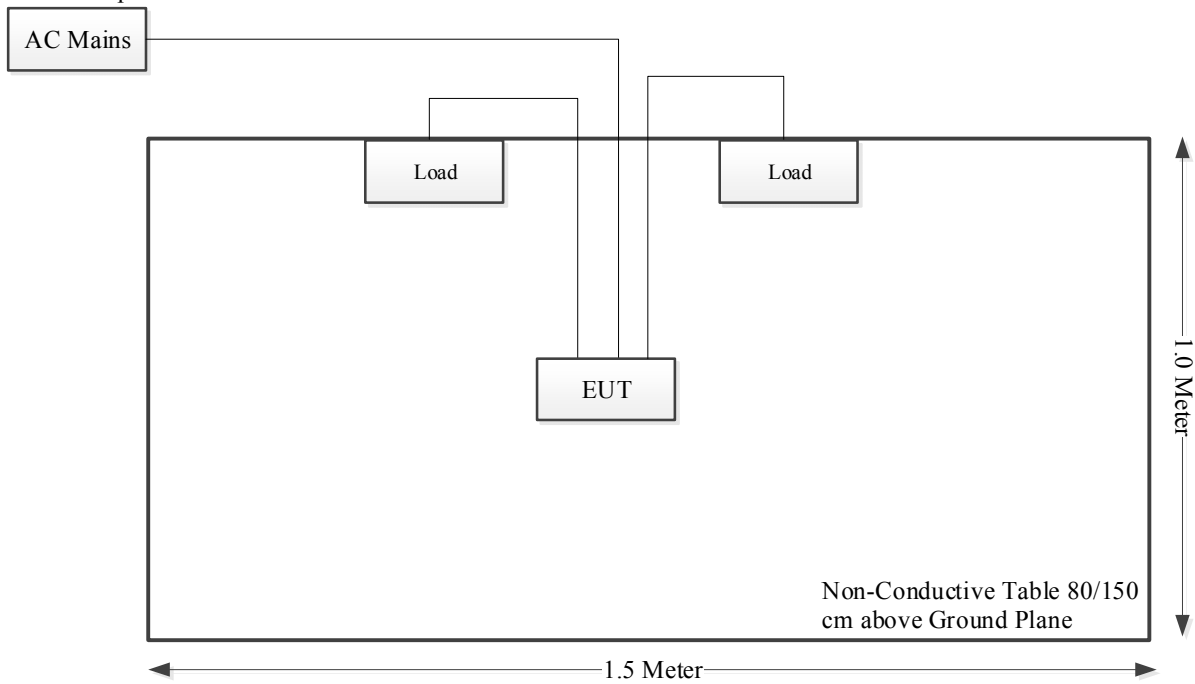 AC Mains
Load
Load
EUT
1.0 Meter
Non-Conductive Table 80/150
cm above Ground Plane
1.5 Meter